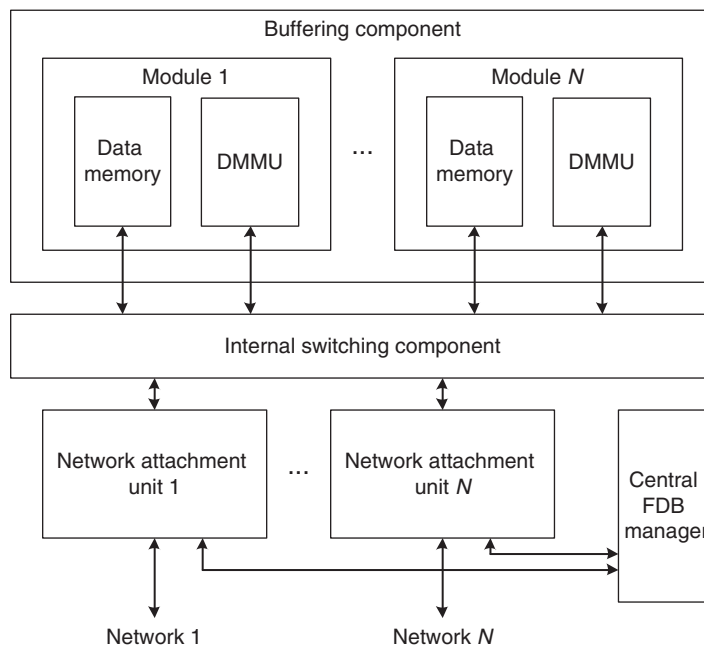 Buffering component
Module 1
Module N
Data
memory
DMMU
...
Data
memory
DMMU
Internal switching component
Network attachment
unit 1
...
Network attachment
unit N
Central
FDB
manager
Network 1
Network N